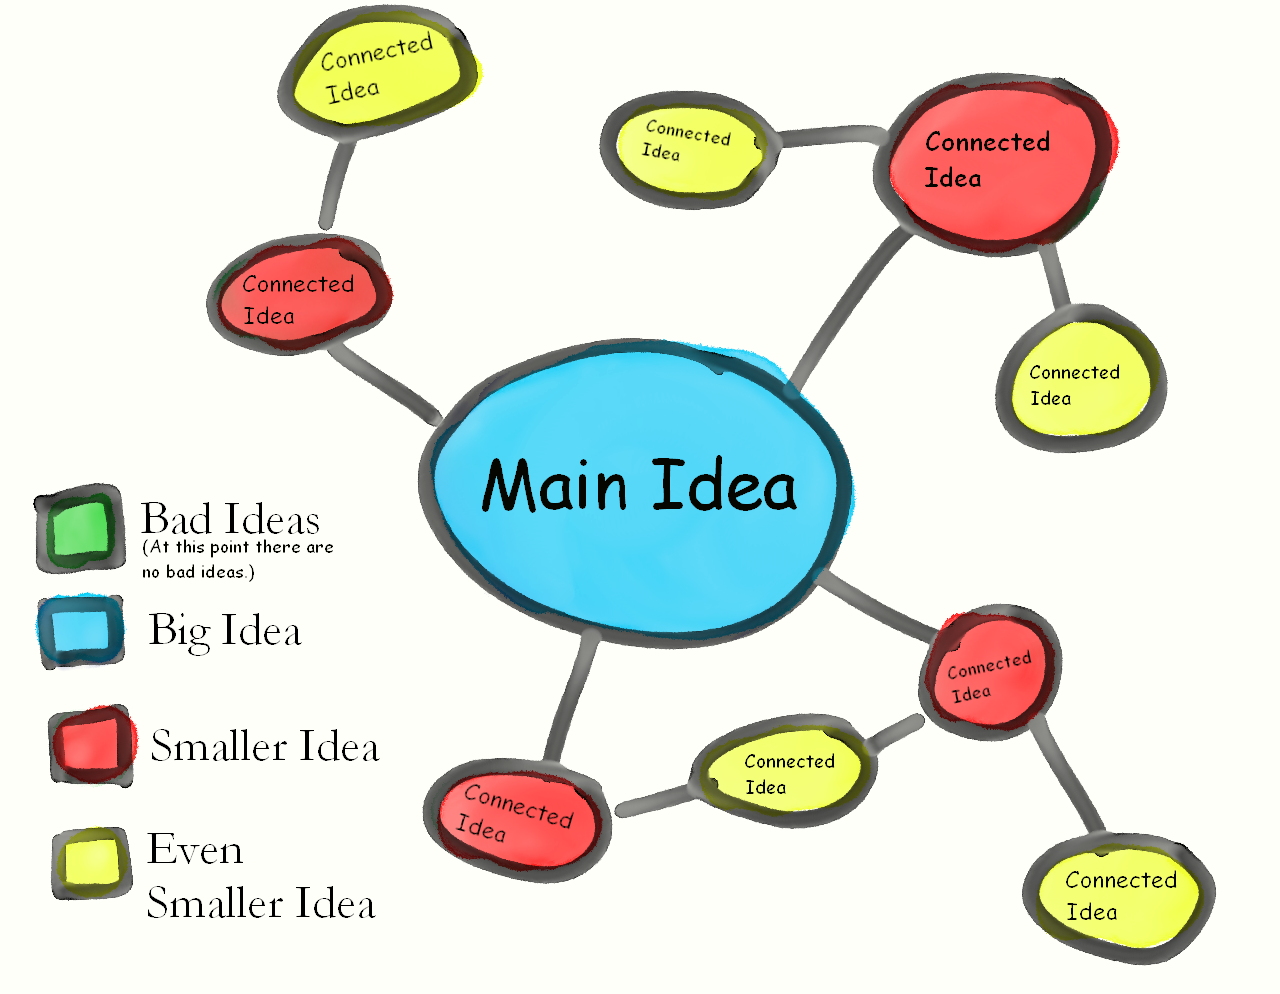 Connected
Idea
Connected
Idea
Connected
Idea
Connected
Idea
Connected
Idea
Main Idea
Bad Ideas
(At this point there are
no bad ideas.)
Big Idea
Smaller Idea
Even
Smaller Idea
Connected
Idea
Connected
Idea
Connected
Idea
Connected
Idea